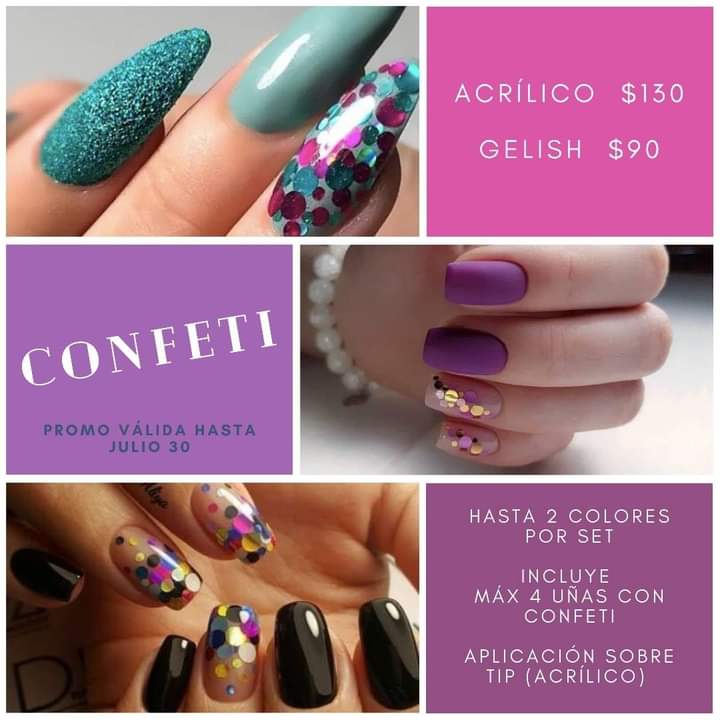 ACRÍLICO $130
GELISH $90
CONFETI
PROMO VÁLIDA HASTA
JULIO 30
HASTA 2 COLORES
POR SET
INCLUYE
MÁX 4 UÑAS CON
CONFETI
APLICACIÓN SOBRE
TIP (ACRÍLICO)